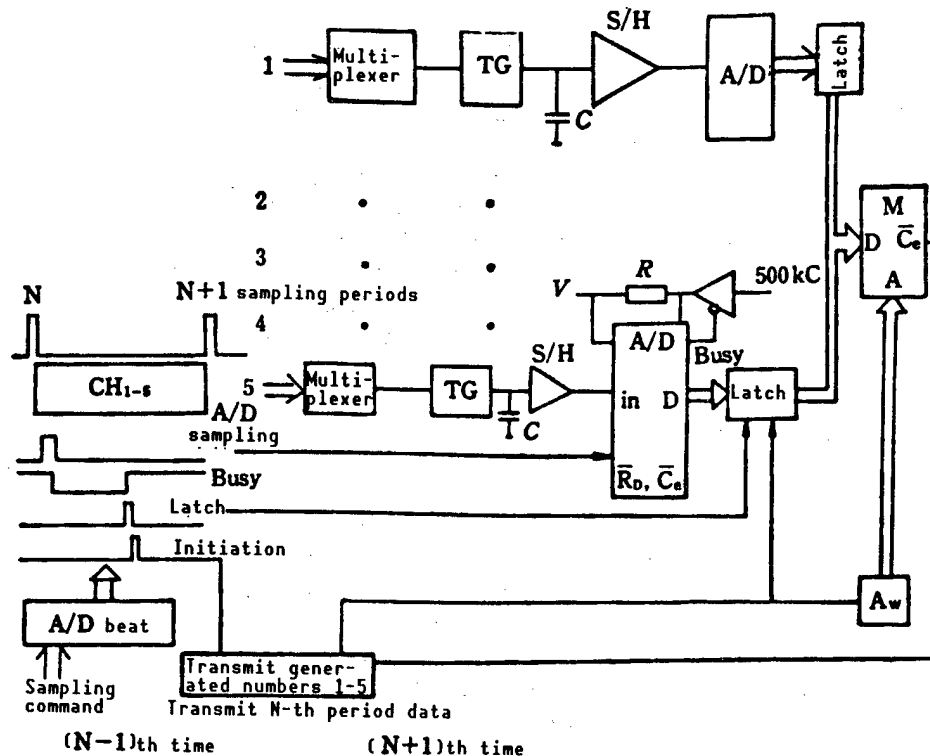 S/H
1
Multi-
plexer
TG
A/D
Latch
C
2
M
D
C̅e
3
A
N
N+1 sampling periods
V
R
500kC
4
S/H
A/D
Busy
CH1-6
5
Multi-
plexer
TG
in
D
Latch
A/D
sampling
C
Busy
R̅D, C̅e
Latch
Initiation
A/D beat
Aw
Transmit gener-
ated numbers 1-5
Sampling
command
Transmit N-th period data
(N-1)th time
(N+1)th time